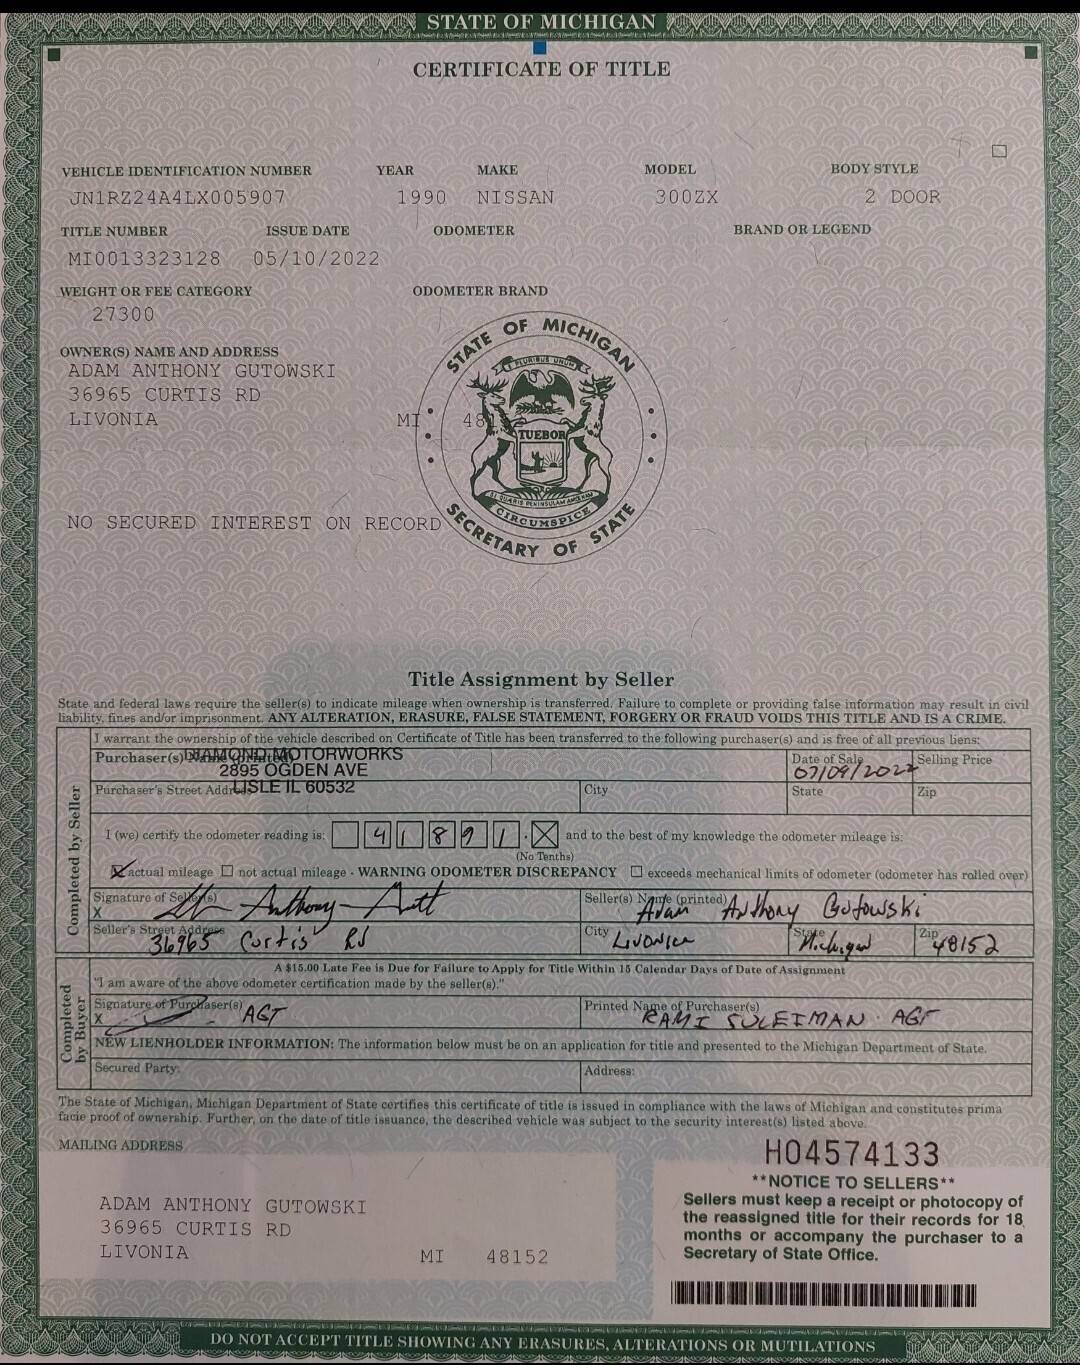 STATE OF MICHIGAN
CERTIFICATE OF TITLE
VEHICLE IDENTIFICATION NUMBER YEAR MAKE MODEL BODY STYLE
JN1RZ24A4LX005907 1990 NISSAN 300ZX 2 DOOR
TITLE NUMBER ISSUE DATE ODOMETER BRAND OR LEGEND
MI0013323128 05/10/2022
WEIGHT OR FEE CATEGORY ODOMETER BRAND
27300
OWNER(S) NAME AND ADDRESS
ADAM ANTHONY GUTOWSKI
36965 CURTIS RD
LIVONIA MI
STATE OF MICHIGAN
E PLURIBUS UNUM
TUEBOR
SI QUAERIS PENINSULAM AMOENAM
CIRCUMSPICE
SECRETARY OF STATE
NO SECURED INTEREST ON RECORD
Title Assignment by Seller
State and federal laws require the seller(s) to indicate mileage when ownership is transferred. Failure to complete or providing false information may result in civil
liability, fines and/or imprisonment. ANY ALTERATION, ERASURE, FALSE STATEMENT, FORGERY OR FRAUD VOIDS THIS TITLE AND IS A CRIME.
Completed by Seller
I warrant the ownership of the vehicle described on Certificate of Title has been transferred to the following purchaser(s) and is free of all previous liens:
Purchaser(s) Name (printed) DIAMOND MOTORWORKS Date of Sale Selling Price
2895 OGDEN AVE 07/09/2022
Purchaser's Street Address LISLE IL 60532 City State Zip
I (we) certify the odometer reading is: 4 1 8 9 1 . X and to the best of my knowledge the odometer mileage is:
(No Tenths)
X actual mileage ☐ not actual mileage - WARNING ODOMETER DISCREPANCY ☐ exceeds mechanical limits of odometer (odometer has rolled over)
Signature of Seller(s) Seller's Name (printed)
X Anthony Adam Anthony Gutowski
Seller's Street Address City State Zip
36965 Curtis Rd Livonia Michigan 48152
Completed by Buyer
A $15.00 Late Fee is Due for Failure to Apply for Title Within 15 Calendar Days of Date of Assignment
"I am aware of the above odometer certification made by the seller(s)."
Signature of Purchaser(s) Printed Name of Purchaser(s)
X AGT RAMI SULEIMAN AGT
NEW LIENHOLDER INFORMATION: The information below must be on an application for title and presented to the Michigan Department of State.
Secured Party: Address:
The State of Michigan, Michigan Department of State certifies this certificate of title is issued in compliance with the laws of Michigan and constitutes prima
facie proof of ownership. Further, on the date of title issuance, the described vehicle was subject to the security interest(s) listed above.
MAILING ADDRESS
ADAM ANTHONY GUTOWSKI
36965 CURTIS RD
LIVONIA MI 48152
H04574133
**NOTICE TO SELLERS**
Sellers must keep a receipt or photocopy of
the reassigned title for their records for 18
months or accompany the purchaser to a
Secretary of State Office.
DO NOT ACCEPT TITLE SHOWING ANY ERASURES, ALTERATIONS OR MUTILATIONS